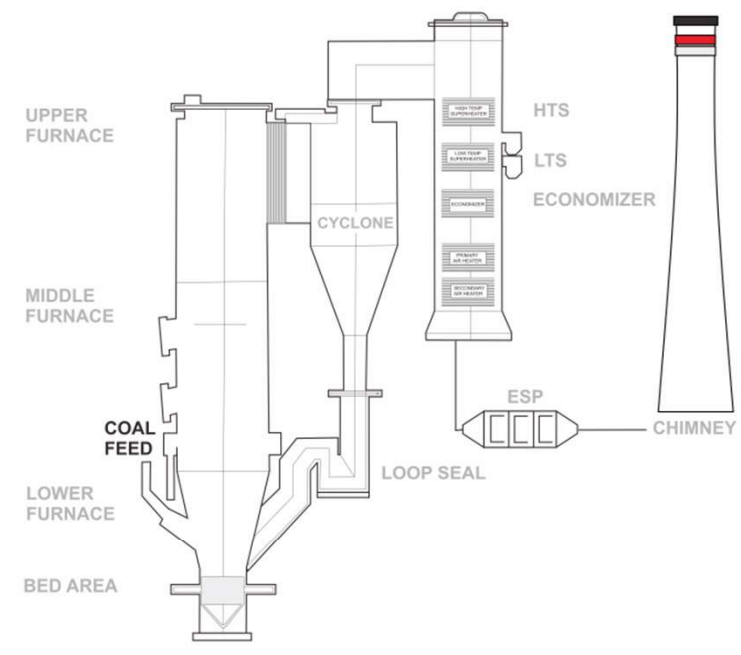 UPPER
FURNACE
HIGH TEMP
SUPERHEATER
HTS
LOW TEMP
SUPERHEATER
LTS
ECONOMIZER
ECONOMIZER
CYCLONE
PRIMARY
AIR HEATER
SECONDARY
AIR HEATER
MIDDLE
FURNACE
ESP
COAL
FEED
CHIMNEY
LOOP SEAL
LOWER
FURNACE
BED AREA